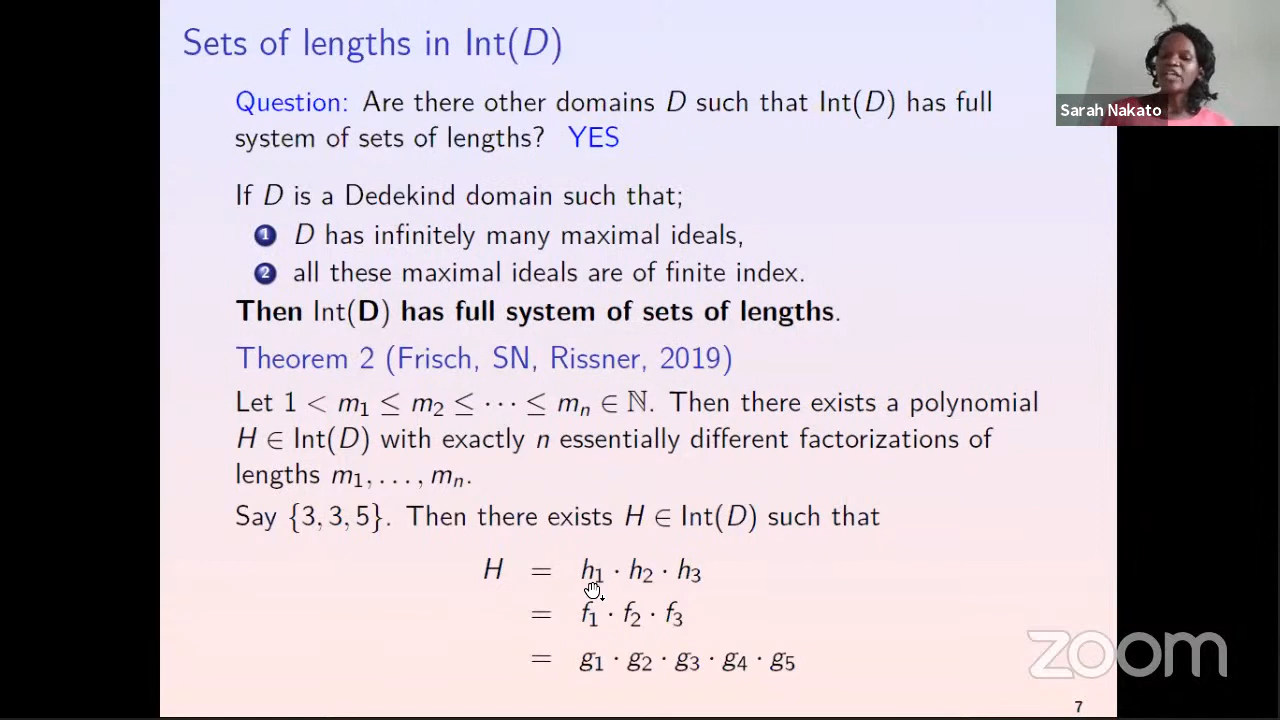 Sets of lengths in Int(D)
Sarah Nakato
Question: Are there other domains D such that Int(D) has full
system of sets of lengths? YES
If D is a Dedekind domain such that;
1 D has infinitely many maximal ideals,
2 all these maximal ideals are of finite index.
Then Int(D) has full system of sets of lengths.
Theorem 2 (Frisch, SN, Rissner, 2019)
Let 1 < m₁ ≤ m₂ ≤ ⋯ ≤ mₙ ∈ ℕ. Then there exists a polynomial
H ∈ Int(D) with exactly n essentially different factorizations of
lengths m₁, . . . , mₙ.
Say {3, 3, 5}. Then there exists H ∈ Int(D) such that
H = h₁ · h₂ · h₃
= f₁ · f₂ · f₃
= g₁ · g₂ · g₃ · g₄ · g₅
zoom
7